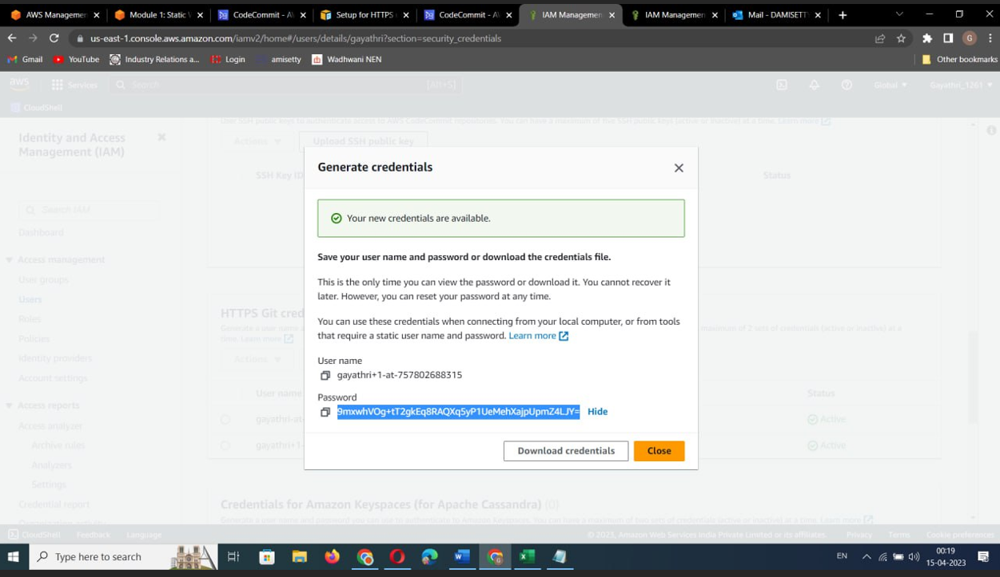 AWS Managemen
Module 1: Static W
CodeCommit - AW
Setup for HTTPS
CodeCommit - AW
IAM Managemen
IAM Managemen
Mail - DAMISETT
us-east-1.console.aws.amazon.com/iamv2/home#/users/details/gayathri?section=security_credentials
G
Gmail
YouTube
Industry Relations a...
Login
amisetty
Wadhwani NEN
Other bookmarks
aws
Services
Search
[Alt+S]
Global
Gayathri_1261
CloudShell
Identity and Access
Management (IAM)
Search IAM
Dashboard
Access management
User groups
Users
Roles
Policies
Identity providers
Account settings
Access reports
Access analyzer
Archive rules
Analyzers
Settings
Credential report
Actions
Upload SSH public key
SSH Key ID
Status
HTTPS Git cred
Actions
User name
Status
gayathri-at
Active
gayathri+1-
Active
Generate credentials
Your new credentials are available.
Save your user name and password or download the credentials file.
This is the only time you can view the password or download it. You cannot recover it
later. However, you can reset your password at any time.
You can use these credentials when connecting from your local computer, or from tools
that require a static user name and password. Learn more
User name
gayathri+1-at-757802688315
Password
9mxwhVOg+tT2gkEq8RAQXq5yP1UeMehXajpUpmZ4LJY=
Hide
Download credentials
Close
Credentials for Amazon Keyspaces (for Apache Cassandra) (0)
CloudShell
Feedback
Language
© 2023, Amazon Web Services India Private Limited or its affiliates.
Privacy
Terms
Cookie preferences
Type here to search
EN
00:19
15-04-2023